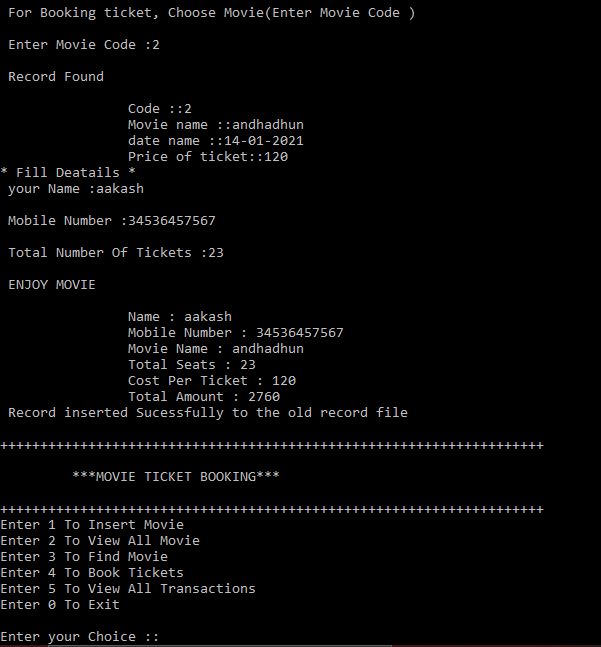 For Booking ticket, Choose Movie(Enter Movie Code )
Enter Movie Code :2
Record Found
Code ::2
Movie name ::andhadhun
date name ::14-01-2021
Price of ticket::120
* Fill Deatails *
your Name :aakash
Mobile Number :34536457567
Total Number Of Tickets :23
ENJOY MOVIE
Name : aakash
Mobile Number : 34536457567
Movie Name : andhadhun
Total Seats : 23
Cost Per Ticket : 120
Total Amount : 2760
Record inserted Sucessfully to the old record file
++++++++++++++++++++++++++++++++++++++++++++++++++++++++++++++++++++
***MOVIE TICKET BOOKING***
++++++++++++++++++++++++++++++++++++++++++++++++++++++++++++++++++++
Enter 1 To Insert Movie
Enter 2 To View All Movie
Enter 3 To Find Movie
Enter 4 To Book Tickets
Enter 5 To View All Transactions
Enter 0 To Exit
Enter your Choice ::